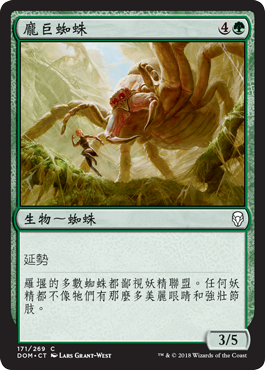 龐巨蜘蛛 4
生物～蜘蛛
延勢
羅堰的多數蜘蛛都鄙視妖精聯盟。任何妖
精都不像牠們有那麼多美麗眼睛和強壯節
肢。
3/5
171/269 C
DOM • CT LARS GRANT-WEST
™ & © 2018 Wizards of the Coast